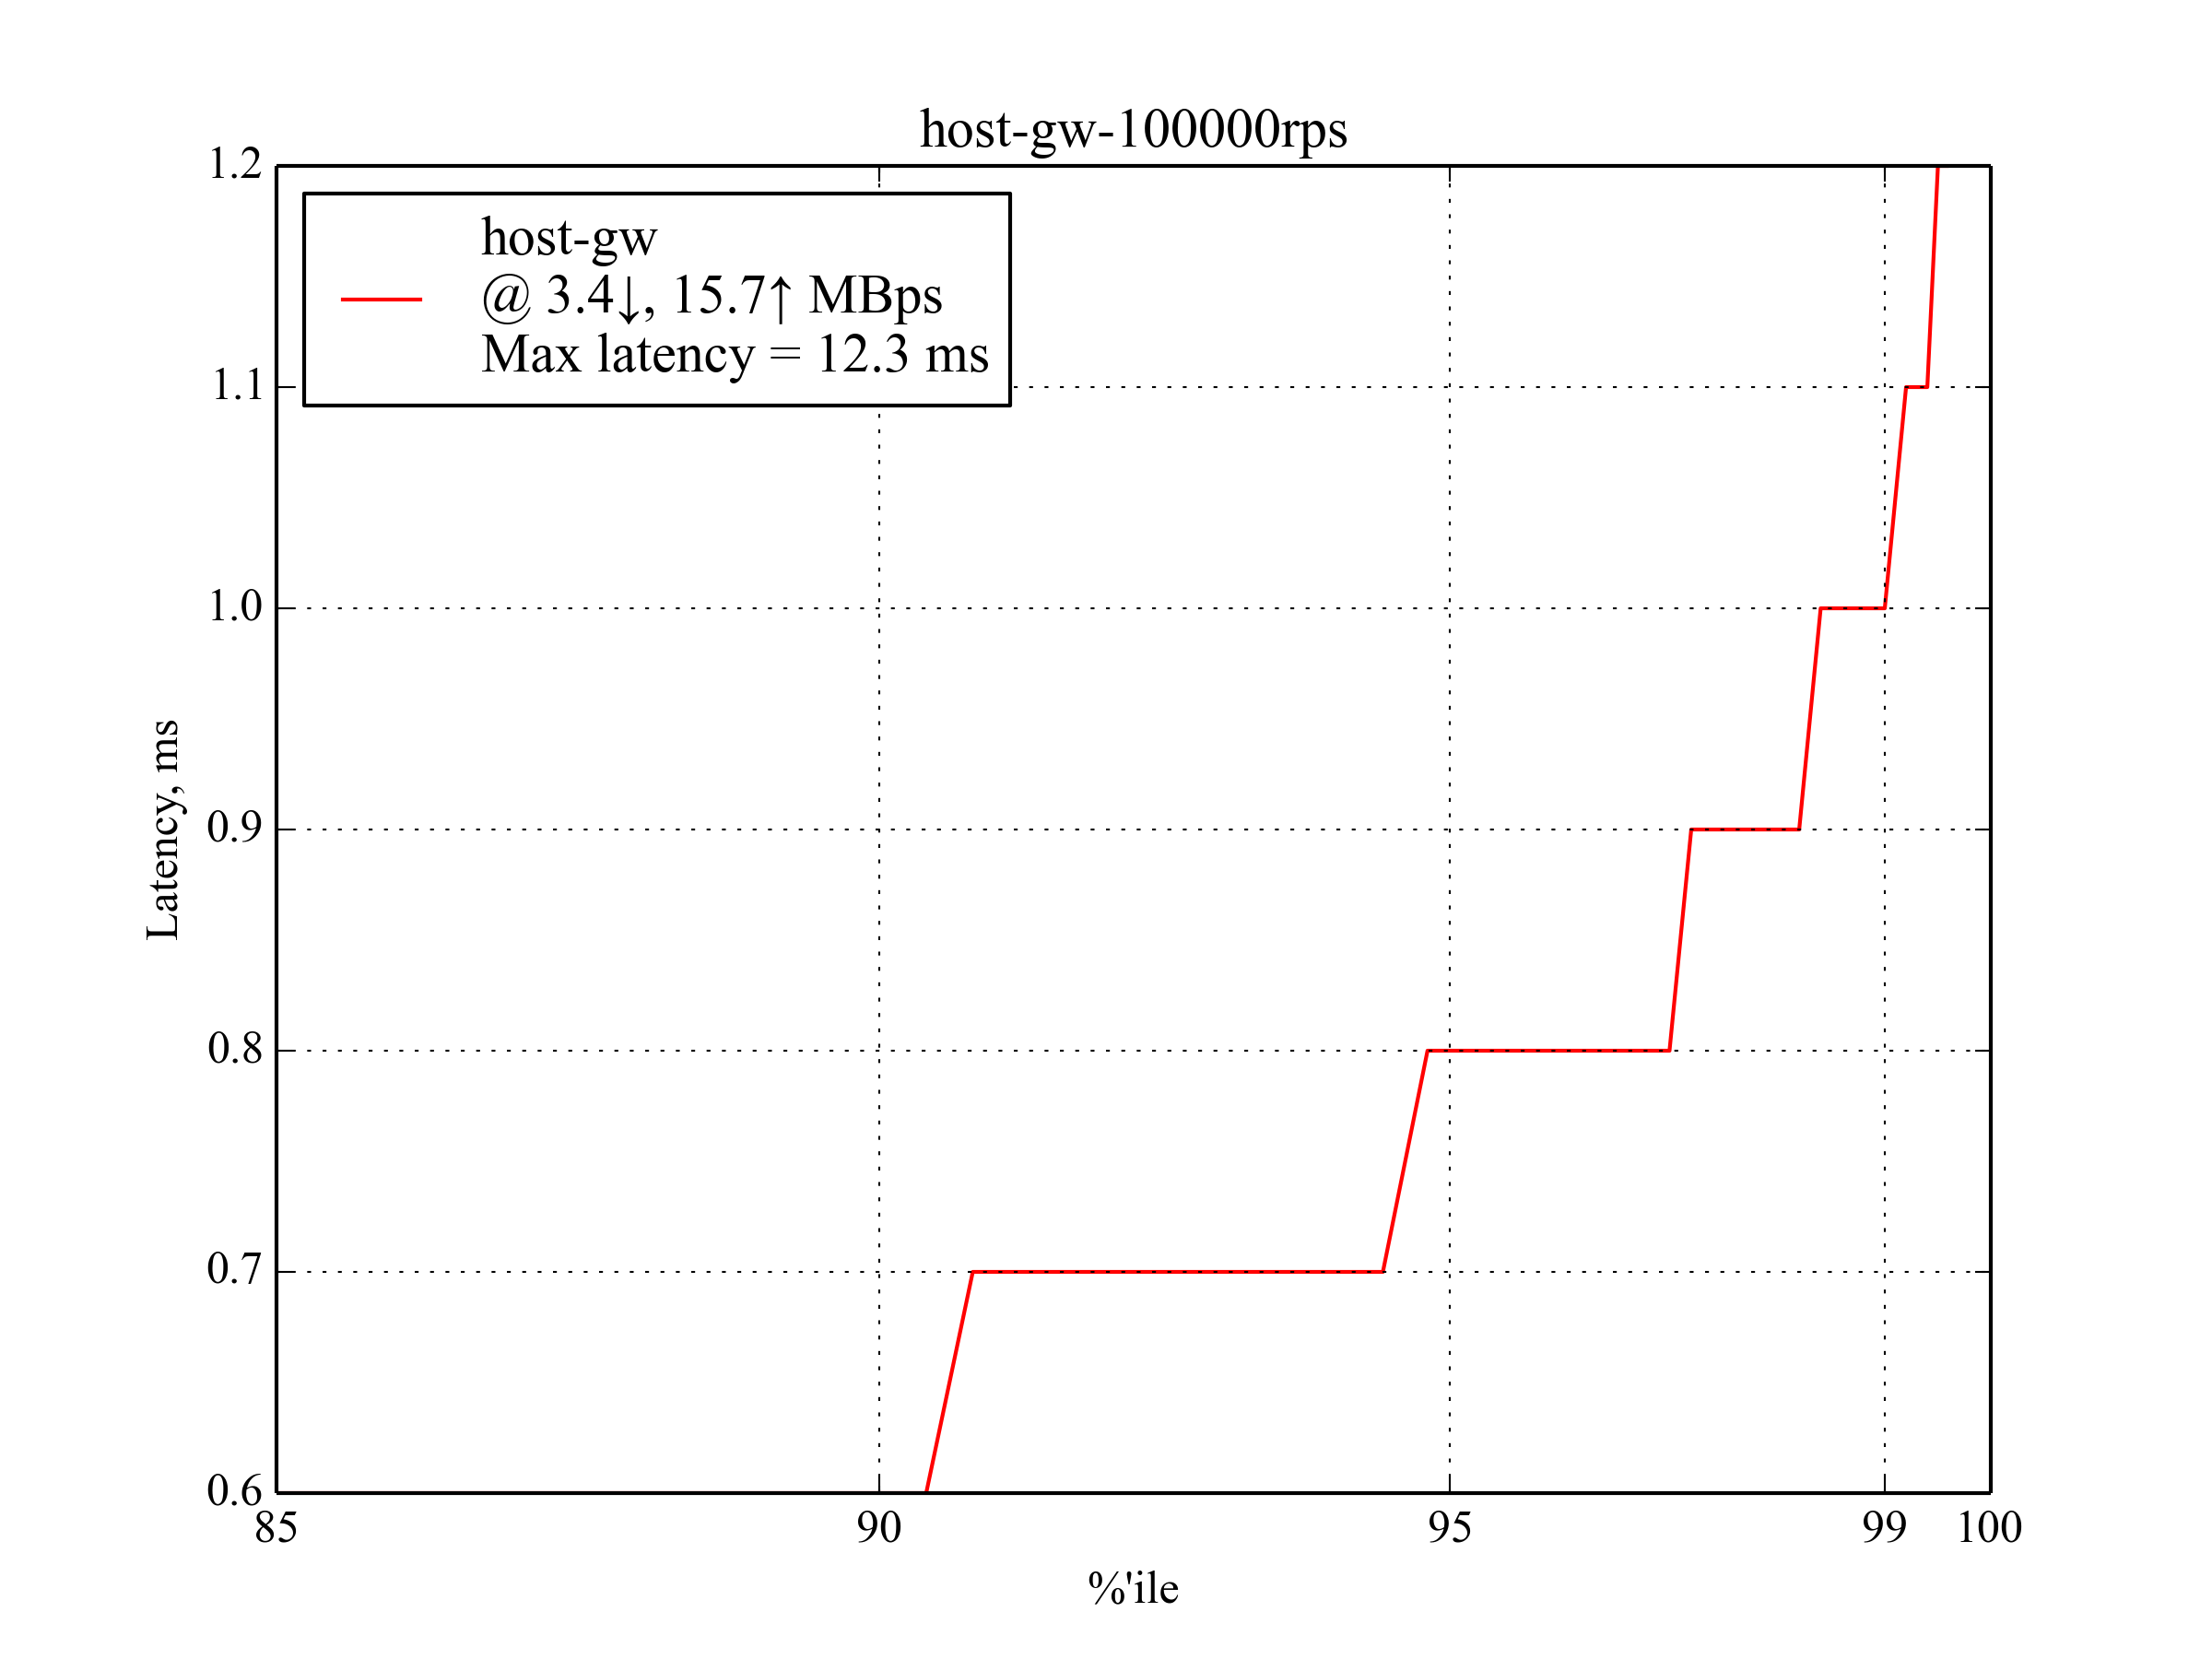 host-gw-100000rps
host-gw
@ 3.4↓, 15.7↑ MBps
Max latency = 12.3 ms
1.2
1.1
1.0
0.9
0.8
0.7
0.6
Latency, ms
85 90 95 99 100
%'ile